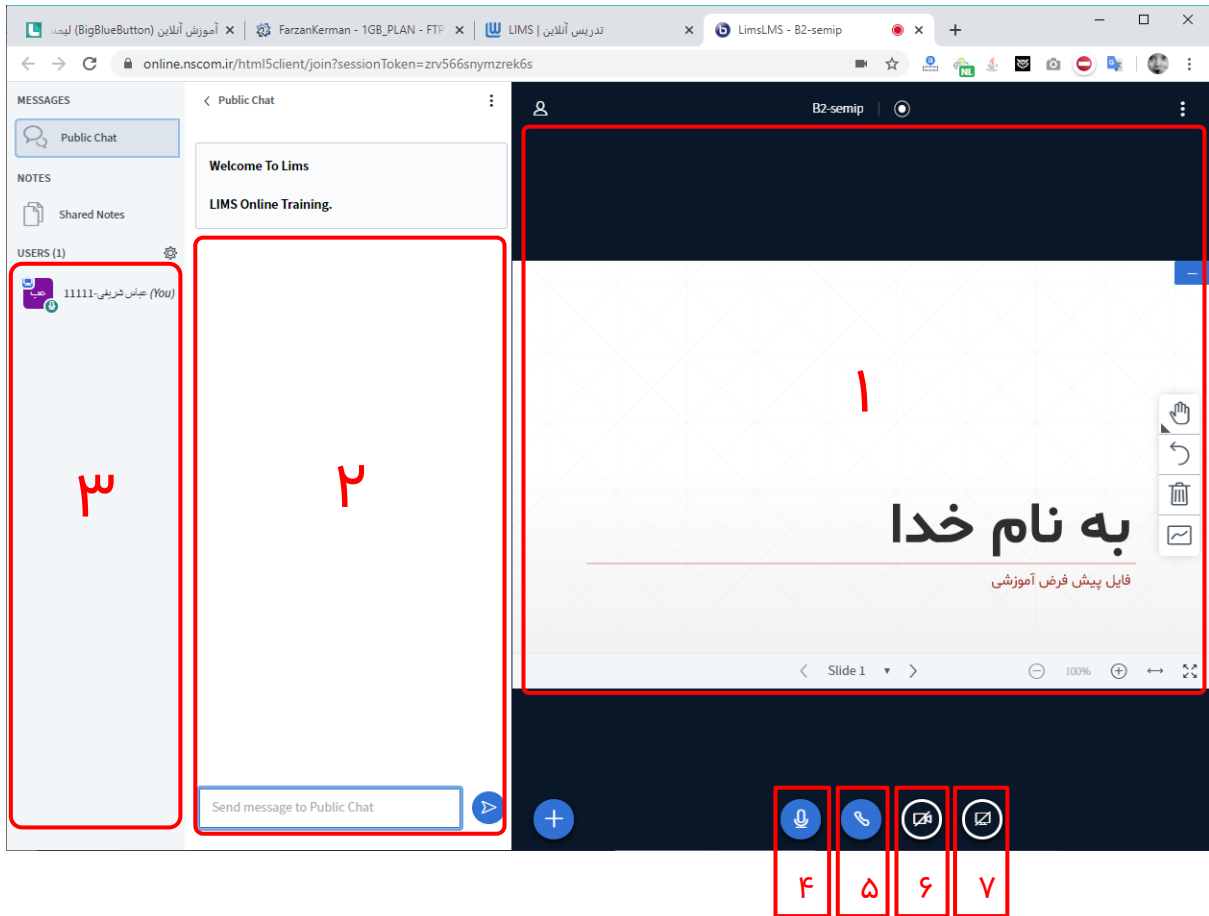 آموزش آنلاین (BigBlueButton) لیمس
FarzanKerman - 1GB_PLAN - FTP
تدریس آنلاین | LIMS
LimsLMS - B2-semip
online.nscom.ir/html5client/join?sessionToken=zrv566snymzrek6s
NL
MESSAGES
Public Chat
NOTES
Shared Notes
USERS (1)
عب
عباس شریفی-11111 (You)
۳
Public Chat
Welcome To Lims
LIMS Online Training.
۲
Send message to Public Chat
B2-semip
۱
به نام خدا
فایل پیش فرض آموزشی
Slide 1
100%
۴ ۵ ۶ ۷